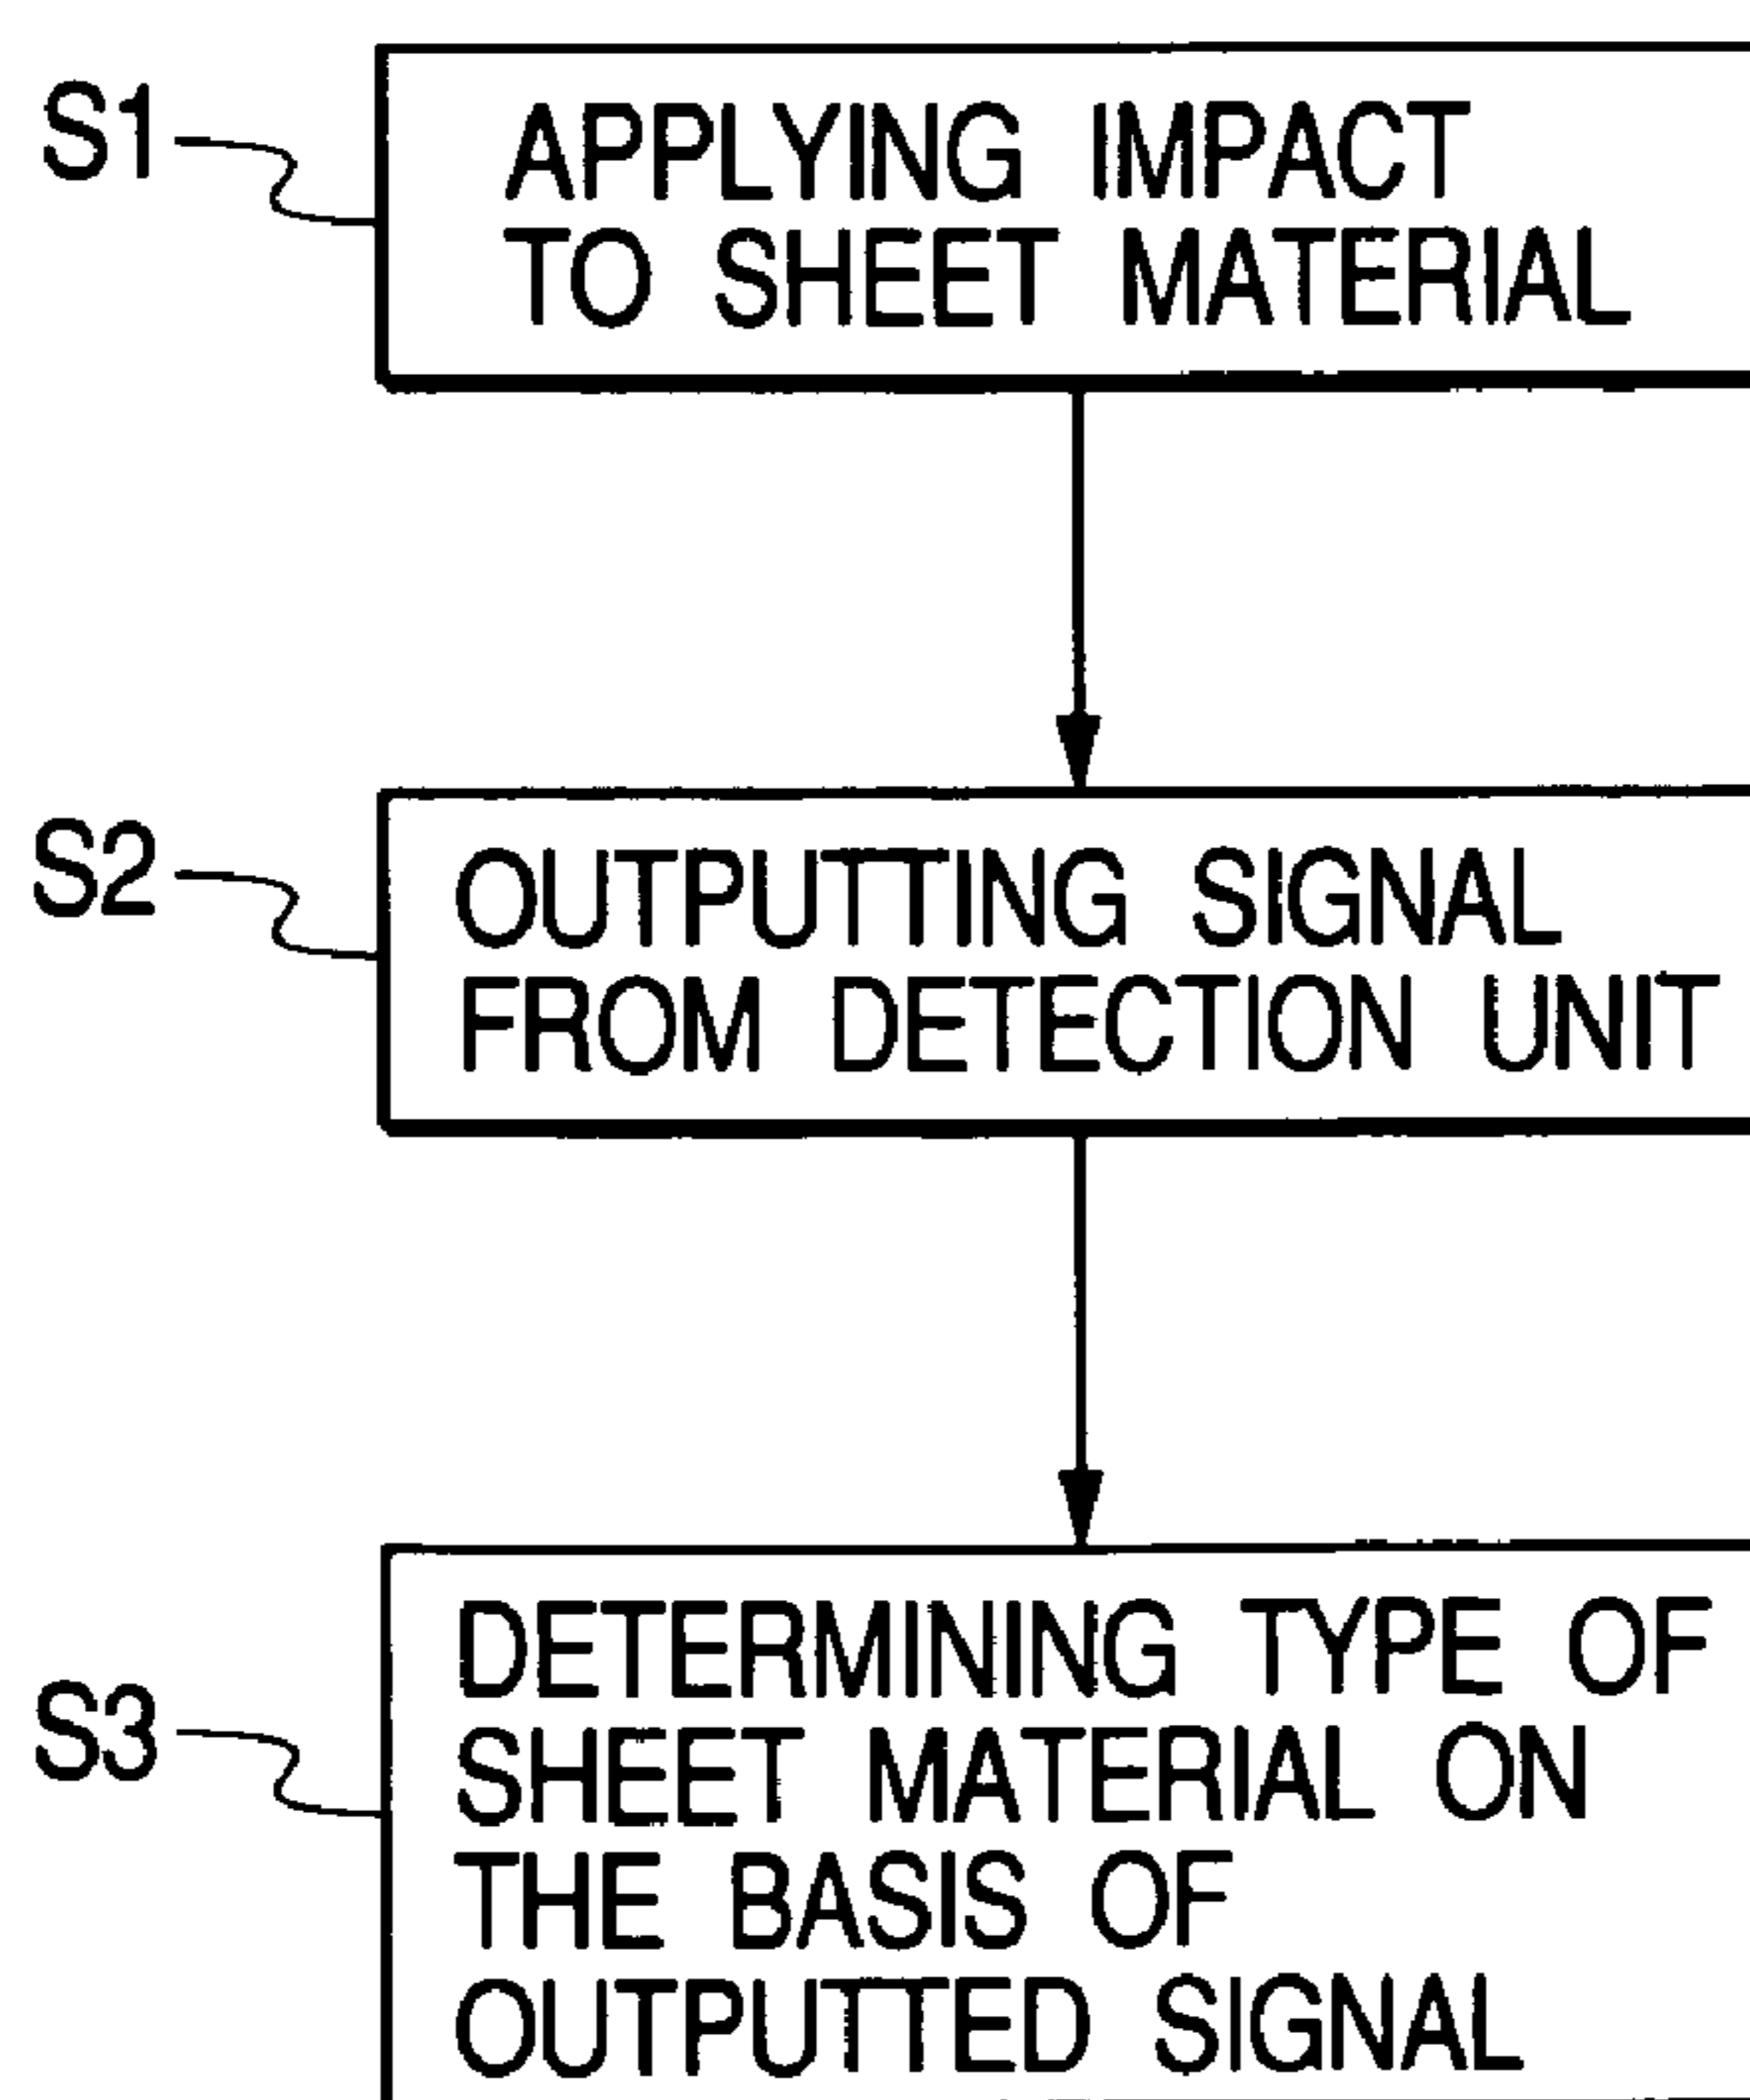 S1
APPLYING IMPACT
TO SHEET MATERIAL
S2
OUTPUTTING SIGNAL
FROM DETECTION UNIT
S3
DETERMINING TYPE OF
SHEET MATERIAL ON
THE BASIS OF
OUTPUTTED SIGNAL